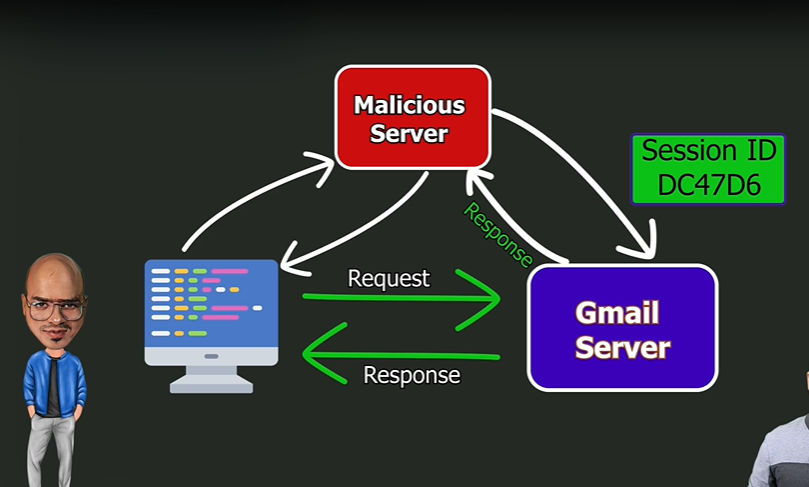 Malicious
Server
Session ID
DC47D6
Response
Request
Gmail
Server
Response